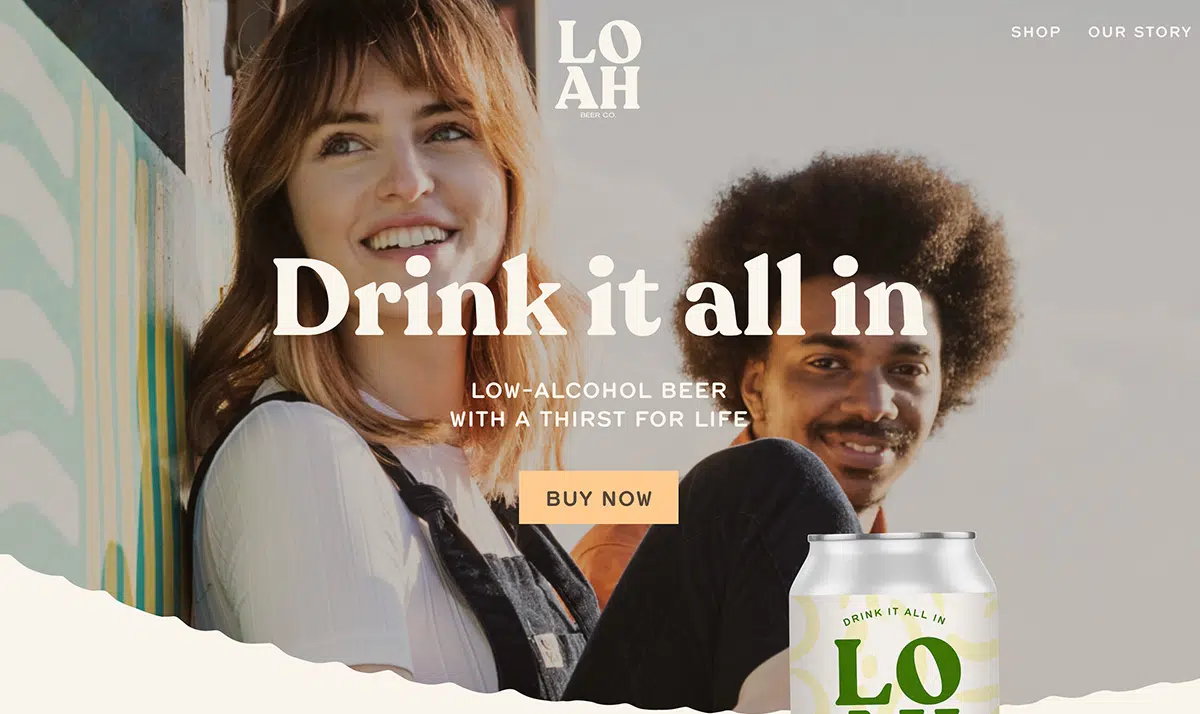 LO
AH
BEER CO.
SHOP OUR STORY
Drink it all in
LOW-ALCOHOL BEER
WITH A THIRST FOR LIFE
BUY NOW
DRINK IT ALL IN
LO